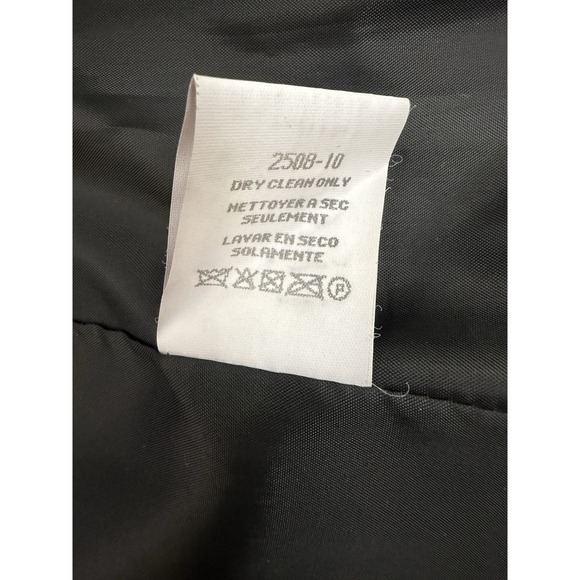 2508-10
DRY CLEAN ONLY
NETTOYER A SEC
SEULEMENT
LAVAR EN SECO
SOLAMENTE
P